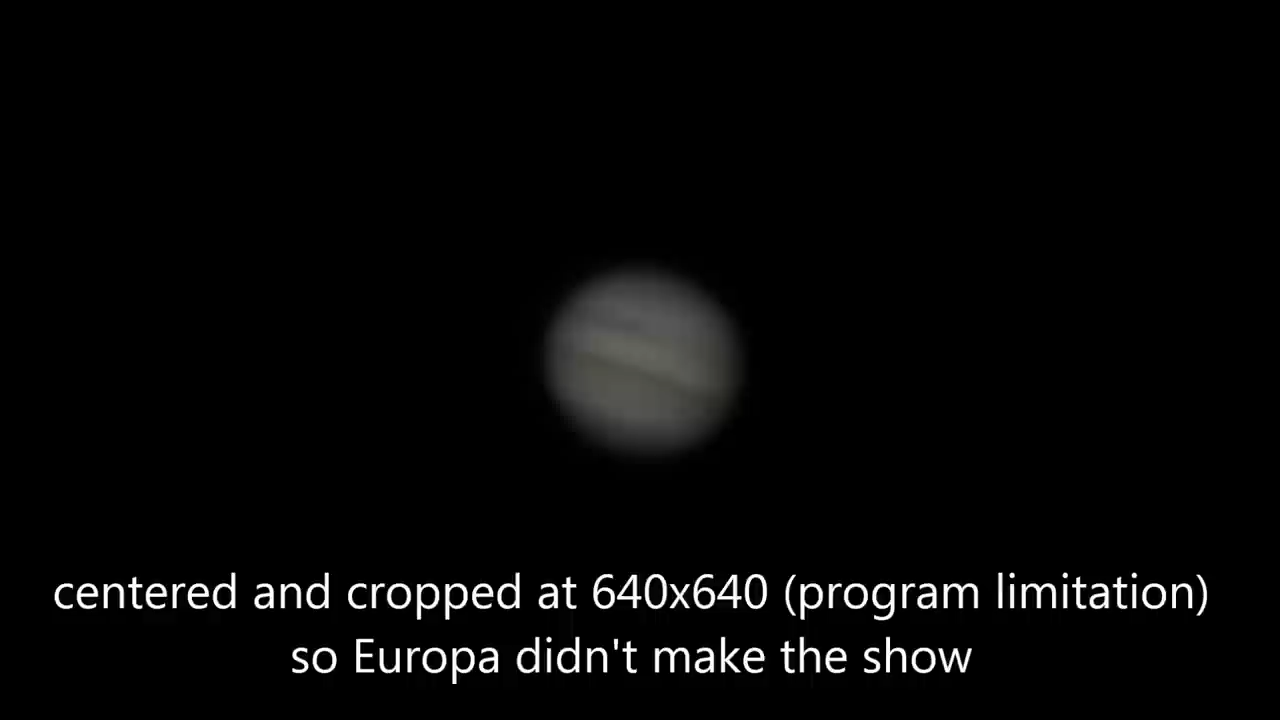 centered and cropped at 640x640 (program limitation)
so Europa didn't make the show